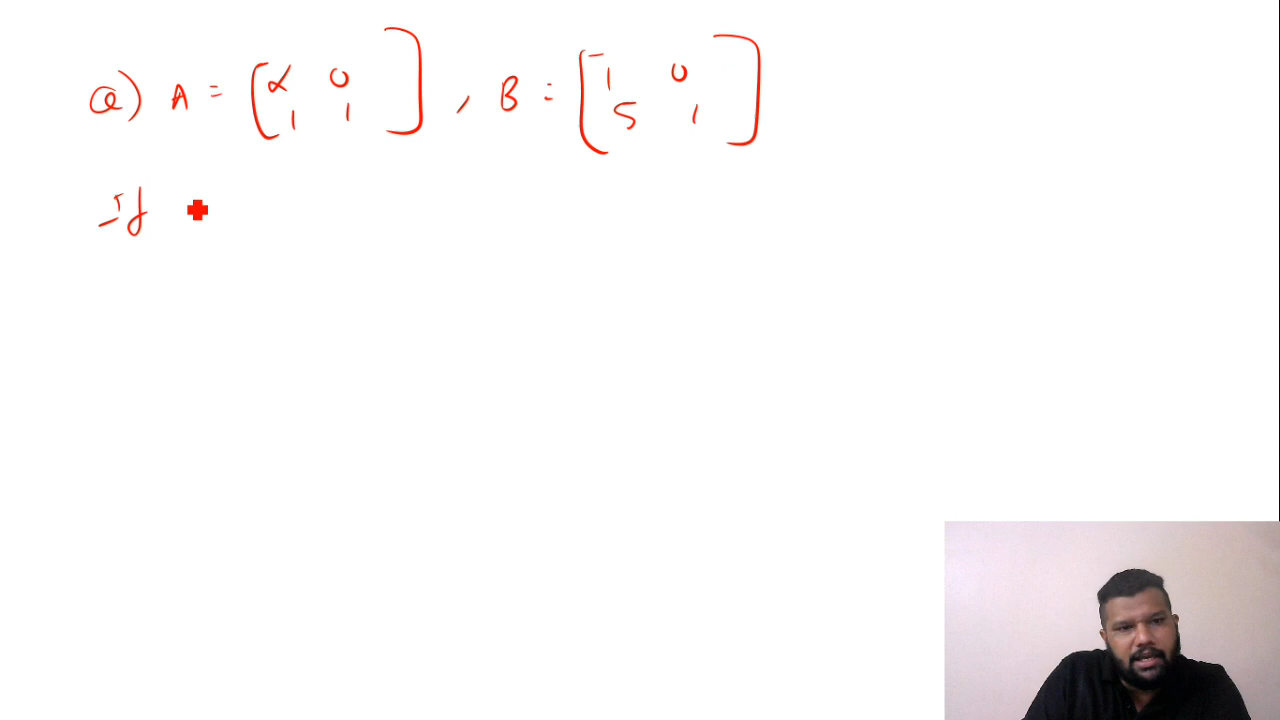 Q) A = [α 0
1 1] , B = [1 0
5 1]
If